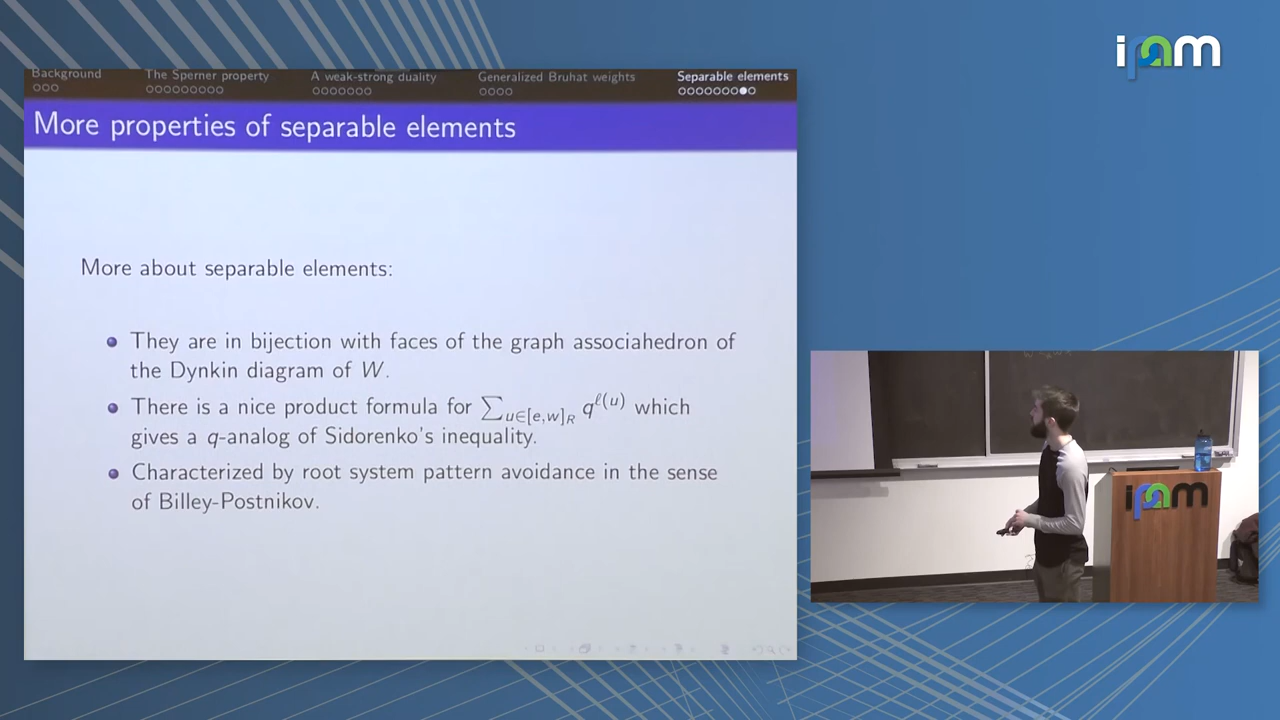 ipam
Background
The Sperner property
A weak-strong duality
Generalized Bruhat weights
Separable elements
More properties of separable elements
More about separable elements:
They are in bijection with faces of the graph associahedron of
the Dynkin diagram of W.
There is a nice product formula for ∑_{u∈[e,w]_R} q^{ℓ(u)} which
gives a q-analog of Sidorenko's inequality.
Characterized by root system pattern avoidance in the sense
of Billey-Postnikov.
ipam